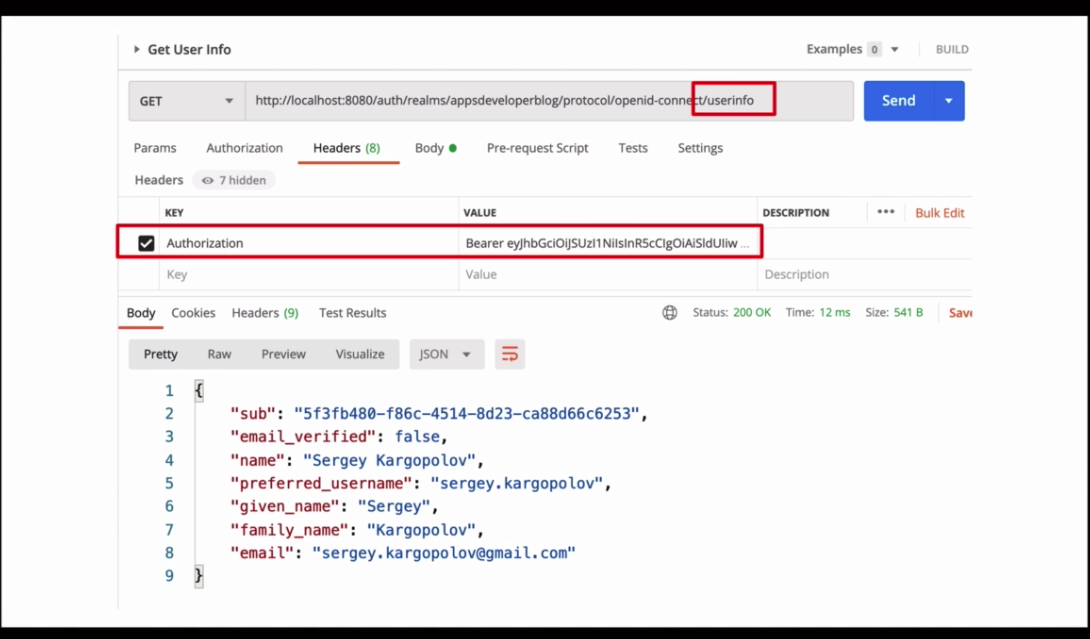 Get User Info Examples 0 BUILD
GET http://localhost:8080/auth/realms/appsdeveloperblog/protocol/openid-connect/userinfo Send
Params Authorization Headers (8) Body Pre-request Script Tests Settings
Headers 7 hidden
KEY VALUE DESCRIPTION ••• Bulk Edit
Authorization Bearer eyJhbGciOiJSUzI1NiIsInR5cCIgOiAiSldUIiw ...
Key Value Description
Body Cookies Headers (9) Test Results Status: 200 OK Time: 12 ms Size: 541 B Save
Pretty Raw Preview Visualize JSON
1 {
2 "sub": "5f3fb480-f86c-4514-8d23-ca88d66c6253",
3 "email_verified": false,
4 "name": "Sergey Kargopolov",
5 "preferred_username": "sergey.kargopolov",
6 "given_name": "Sergey",
7 "family_name": "Kargopolov",
8 "email": "sergey.kargopolov@gmail.com"
9 }